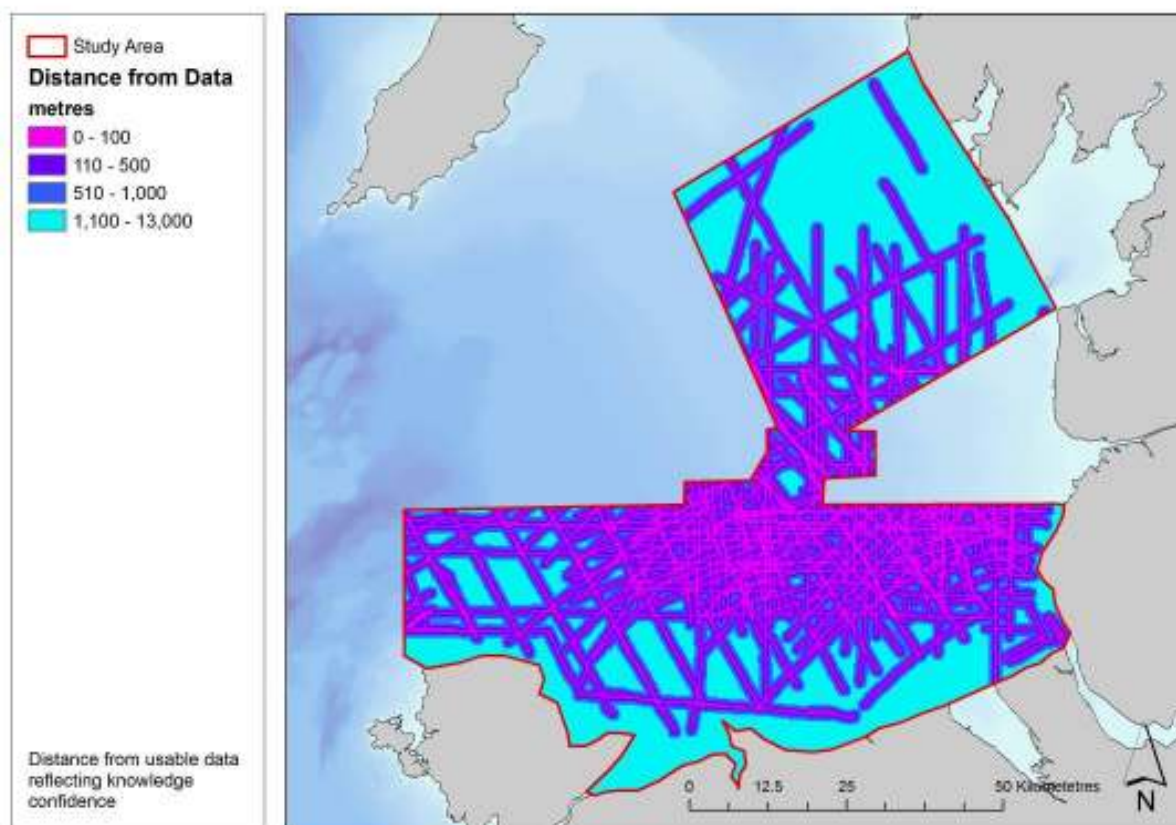 Study Area
Distance from Data
metres
0 - 100
110 - 500
510 - 1,000
1,100 - 13,000
Distance from usable data
reflecting knowledge
confidence
0 12.5 25 50 Kilometetres
N